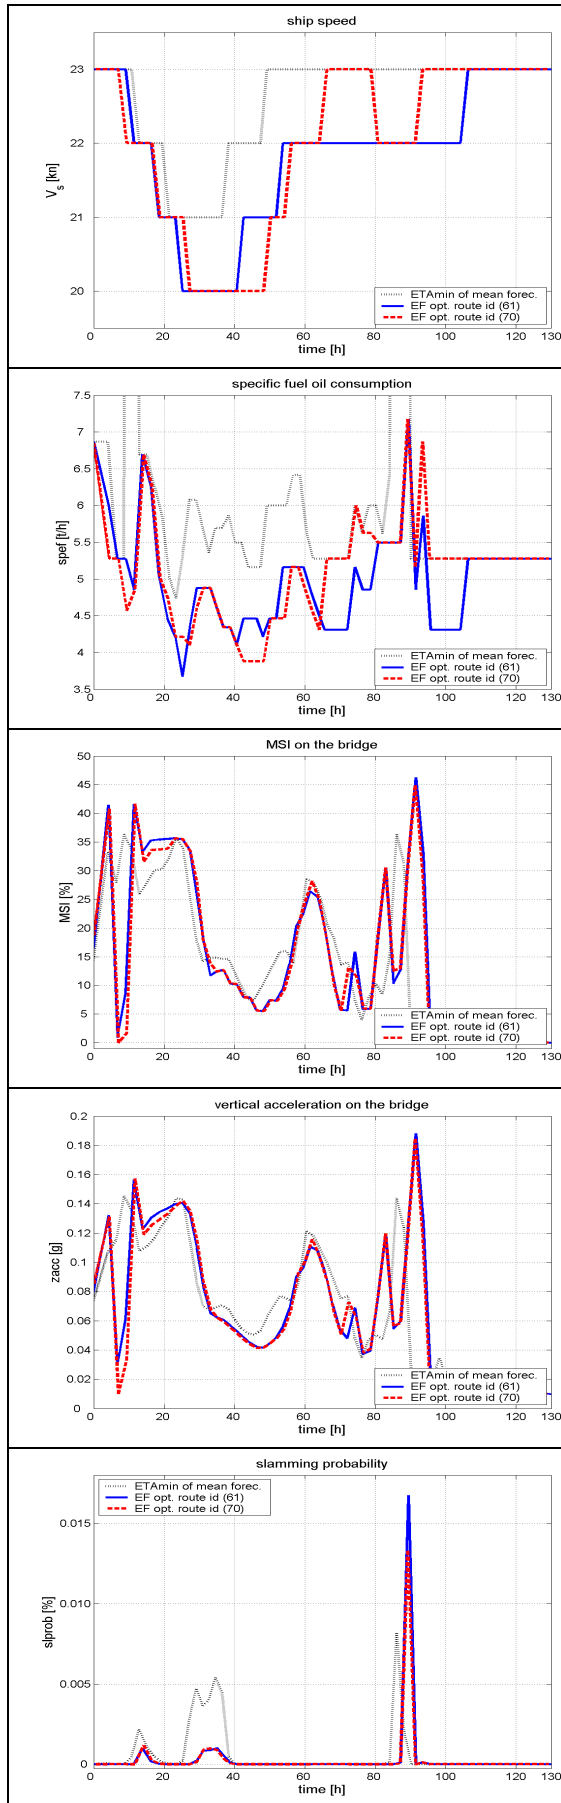 ship speed
23
22
21
20
V_s [kn]
0 20 40 60 80 100 120 130
time [h]
ETAmin of mean forec.
EF opt. route id (61)
EF opt. route id (70)
specific fuel oil consumption
7.5
7
6.5
6
5.5
5
4.5
4
3.5
spef [t/h]
0 20 40 60 80 100 120 130
time [h]
ETAmin of mean forec.
EF opt. route id (61)
EF opt. route id (70)
MSI on the bridge
50
45
40
35
30
25
20
15
10
5
0
MSI [%]
0 20 40 60 80 100 120 130
time [h]
ETAmin of mean forec.
EF opt. route id (61)
EF opt. route id (70)
vertical acceleration on the bridge
0.2
0.18
0.16
0.14
0.12
0.1
0.08
0.06
0.04
0.02
0
zacc [g]
0 20 40 60 80 100 120 130
time [h]
ETAmin of mean forec.
EF opt. route id (61)
EF opt. route id (70)
slamming probability
ETAmin of mean forec.
EF opt. route id (61)
EF opt. route id (70)
0.015
0.01
0.005
0
slprob [%]
0 20 40 60 80 100 120 130
time [h]